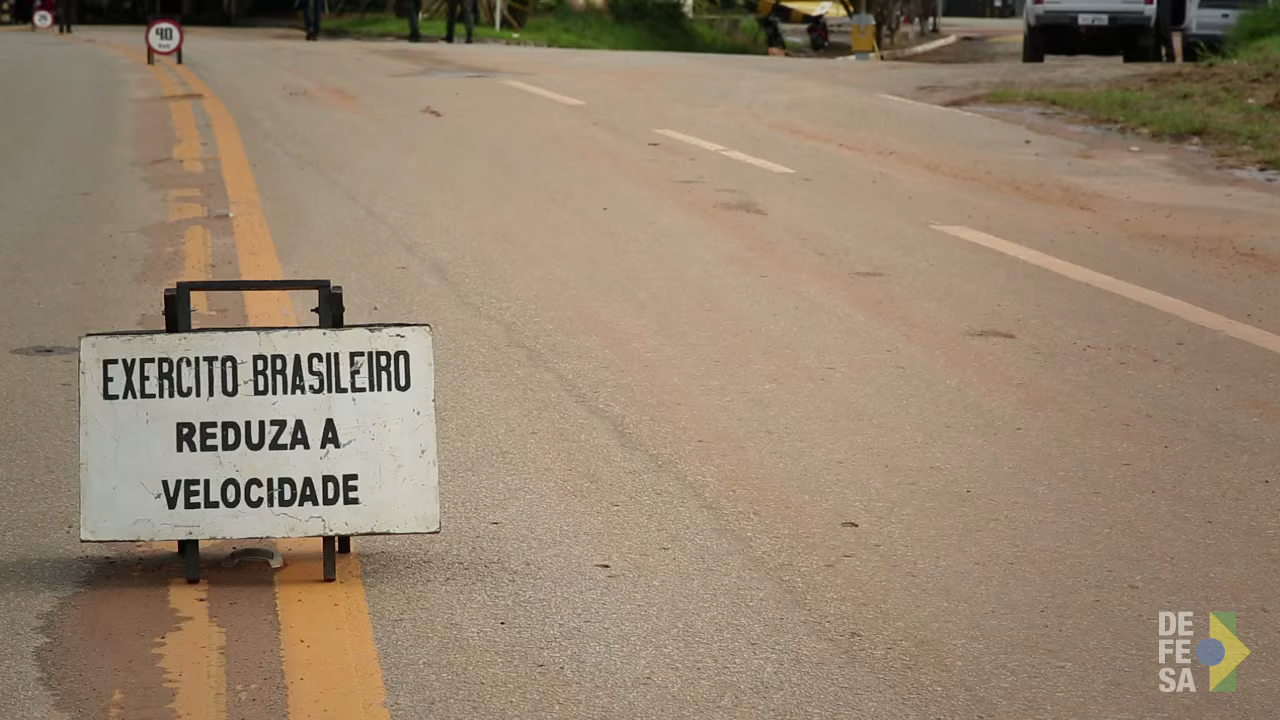 40
EXERCITO BRASILEIRO
REDUZA A
VELOCIDADE
DE
FE
SA